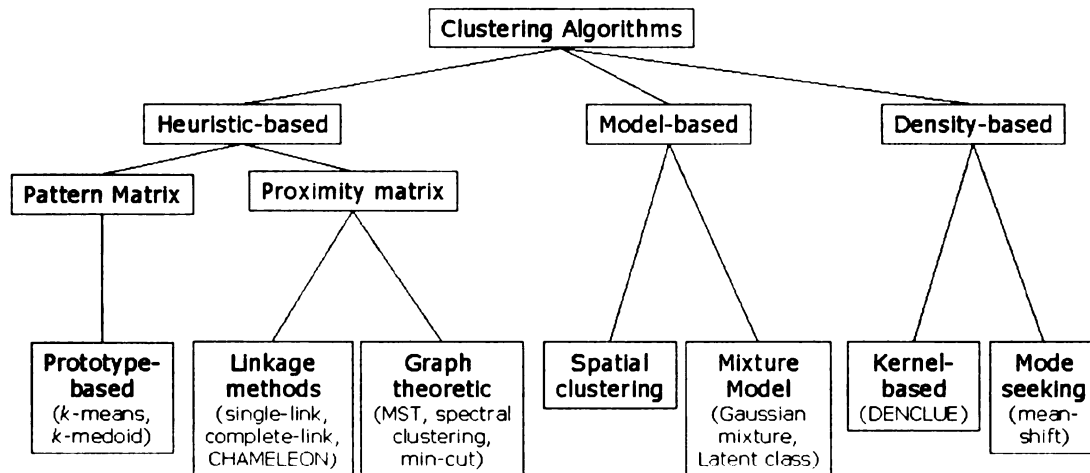 Clustering Algorithms
Heuristic-based
Model-based
Density-based
Pattern Matrix
Proximity matrix
Prototype-
based
(k-means,
k-medoid)
Linkage
methods
(single-link,
complete-link,
CHAMELEON)
Graph
theoretic
(MST, spectral
clustering,
min-cut)
Spatial
clustering
Mixture
Model
(Gaussian
mixture,
Latent class)
Kernel-
based
(DENCLUE)
Mode
seeking
(mean-
shift)